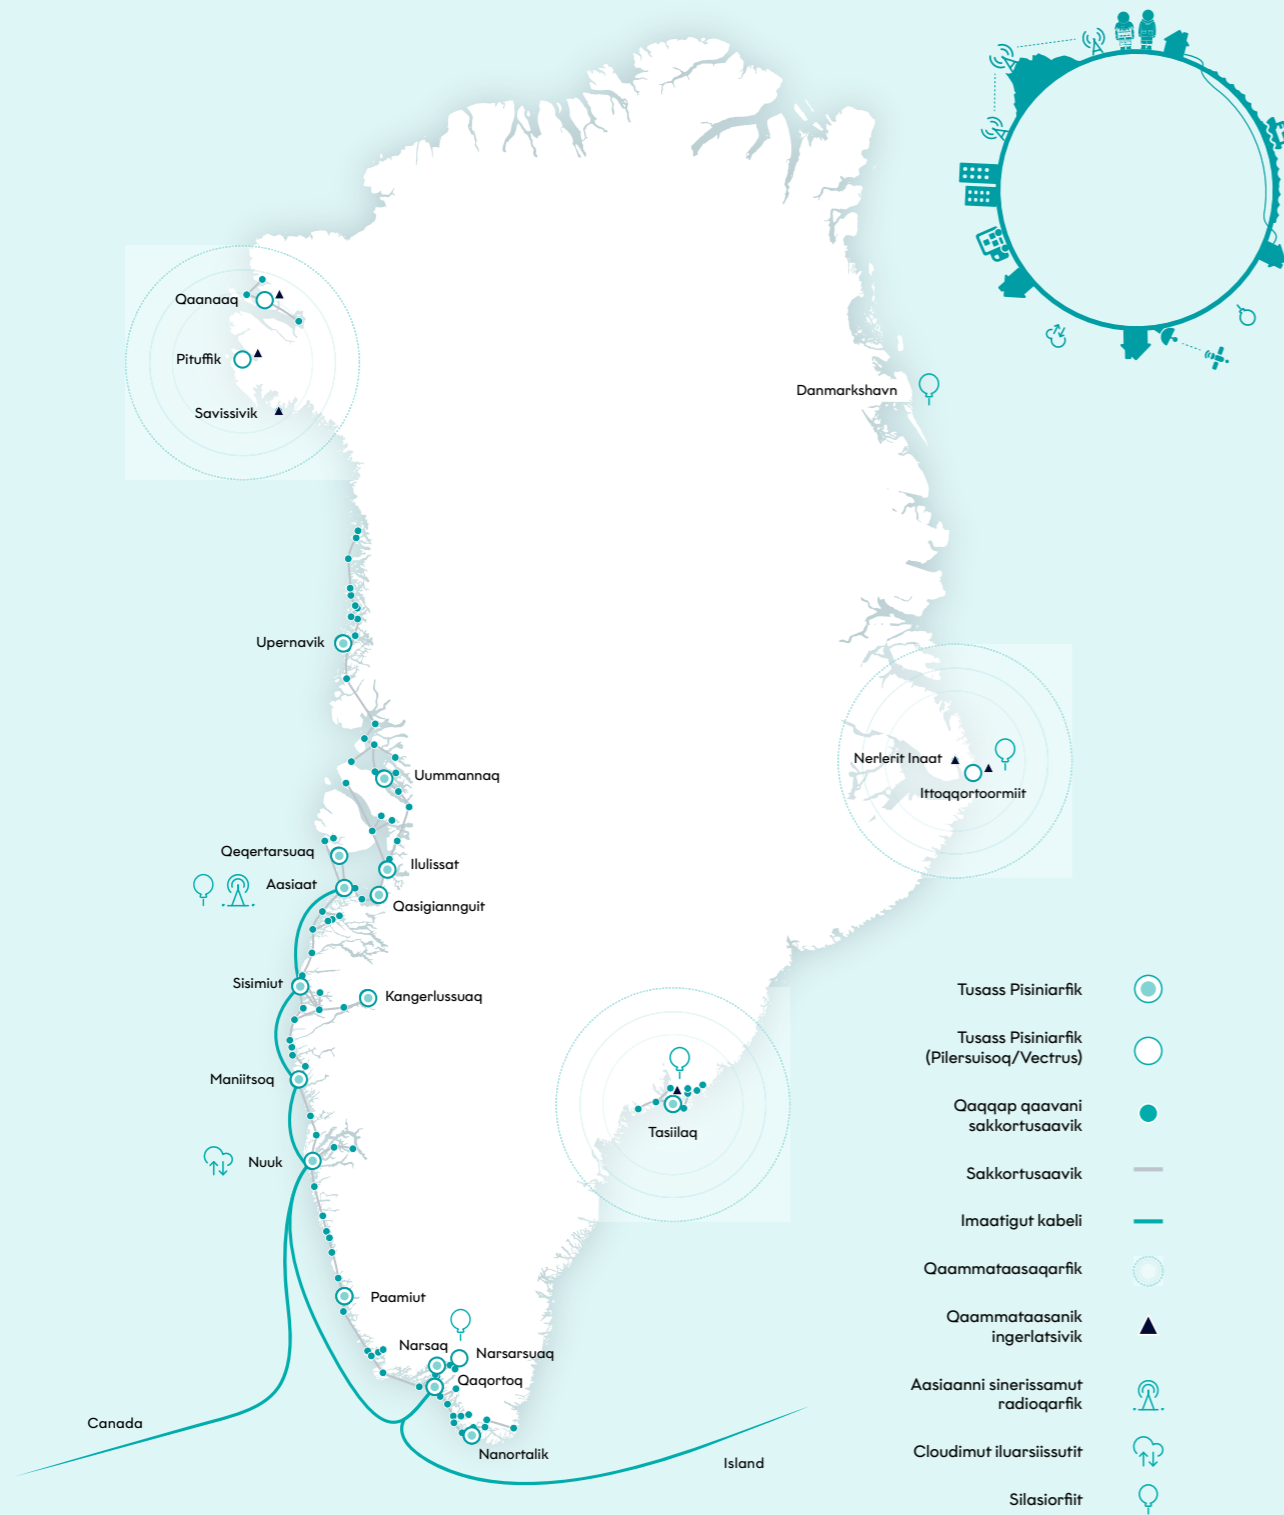 Qaanaaq
Pituffik
Savissivik
Danmarkshavn
Upernavik
Nerlerit Inaat
Uummannaq
Ittoqqortoormiit
Qeqertarsuaq
Ilulissat
Aasiaat
Qasigiannguit
Sisimiut
Kangerlussuaq
Maniitsoq
Tasiilaq
Nuuk
Paamiut
Narsaq
Narsarsuaq
Qaqortoq
Canada
Nanortalik
Island
Tusass Pisiniarfik
Tusass Pisiniarfik
(Pilersuisoq/Vectrus)
Qaqqap qaavani
sakkortusaavik
Sakkortusaavik
Imaatigut kabeli
Qaammataasaqarfik
Qaammataasanik
ingerlatsivik
Aasiaanni sinerissamut
radioqarfik
Cloudimut iluarsiissutit
Silasiorfiit